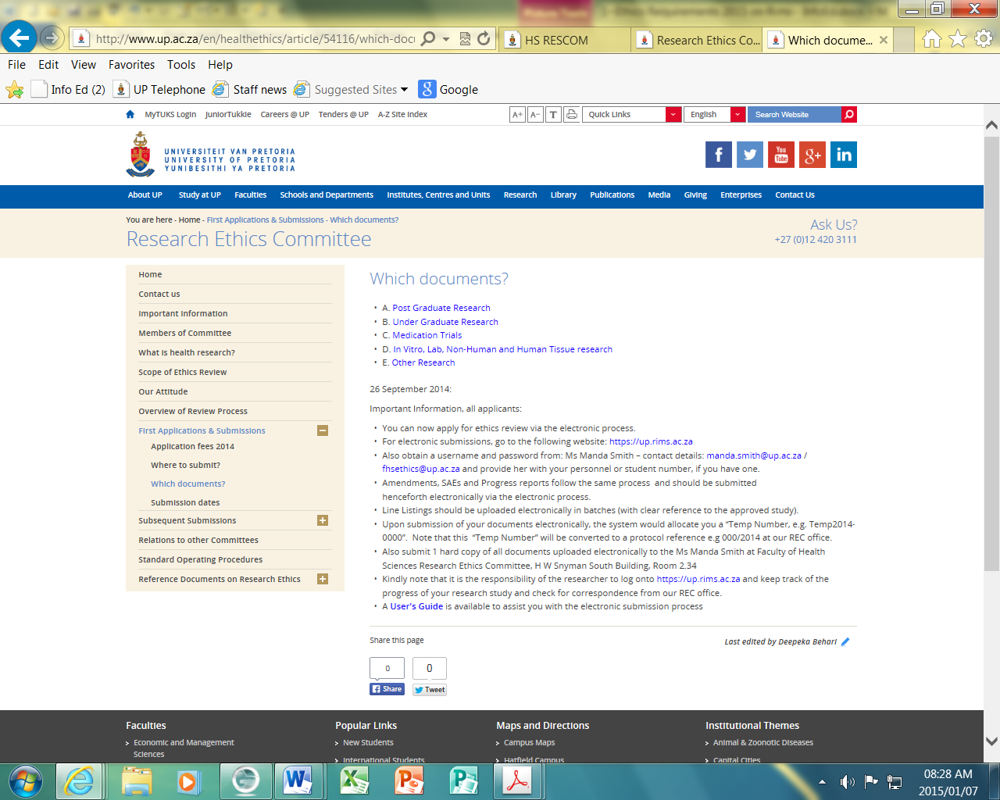 http://www.up.ac.za/en/healthethics/article/54116/which-docu
HS RESCOM
Research Ethics Co...
Which docume...
File Edit View Favorites Tools Help
Info Ed (2) UP Telephone Staff news Suggested Sites Google
MyTUKS Login JuniorTukkie Careers @ UP Tenders @ UP A-Z Site Index
A+ A- T Quick Links English Search Website
UNIVERSITEIT VAN PRETORIA
UNIVERSITY OF PRETORIA
YUNIBESITHI YA PRETORIA
About UP Study at UP Faculties Schools and Departments Institutes, Centres and Units Research Library Publications Media Giving Enterprises Contact Us
You are here - Home - First Applications & Submissions - Which documents?
Research Ethics Committee
Ask Us?
+27 (0)12 420 3111
Home
Contact us
Important Information
Members of Committee
What is health research?
Scope of Ethics Review
Our Attitude
Overview of Review Process
First Applications & Submissions
Application fees 2014
Where to submit?
Which documents?
Submission dates
Subsequent Submissions
Relations to other Committees
Standard Operating Procedures
Reference Documents on Research Ethics
Which documents?
• A. Post Graduate Research
• B. Under Graduate Research
• C. Medication Trials
• D. In Vitro, Lab, Non-Human and Human Tissue research
• E. Other Research
26 September 2014:
Important Information, all applicants:
• You can now apply for ethics review via the electronic process.
• For electronic submissions, go to the following website: https://up.rims.ac.za
• Also obtain a username and password from: Ms Manda Smith – contact details: manda.smith@up.ac.za /
fhsethics@up.ac.za and provide her with your personnel or student number, if you have one.
• Amendments, SAEs and Progress reports follow the same process and should be submitted
henceforth electronically via the electronic process.
• Line Listings should be uploaded electronically in batches (with clear reference to the approved study).
• Upon submission of your documents electronically, the system would allocate you a “Temp Number, e.g. Temp2014-
0000”. Note that this “Temp Number” will be converted to a protocol reference e.g 000/2014 at our REC office.
• Also submit 1 hard copy of all documents uploaded electronically to the Ms Manda Smith at Faculty of Health
Sciences Research Ethics Committee, H W Snyman South Building, Room 2.34
• Kindly note that it is the responsibility of the researcher to log onto https://up.rims.ac.za and keep track of the
progress of your research study and check for correspondence from our REC office.
• A User's Guide is available to assist you with the electronic submission process
Share this page
Last edited by Deepeka Behari
0 0
Share Tweet
Faculties
Economic and Management
Sciences
Popular Links
New Students
International Students
Maps and Directions
Campus Maps
Hatfield Campus
Institutional Themes
Animal & Zoonotic Diseases
Capital Cities
08:28 AM
2015/01/07